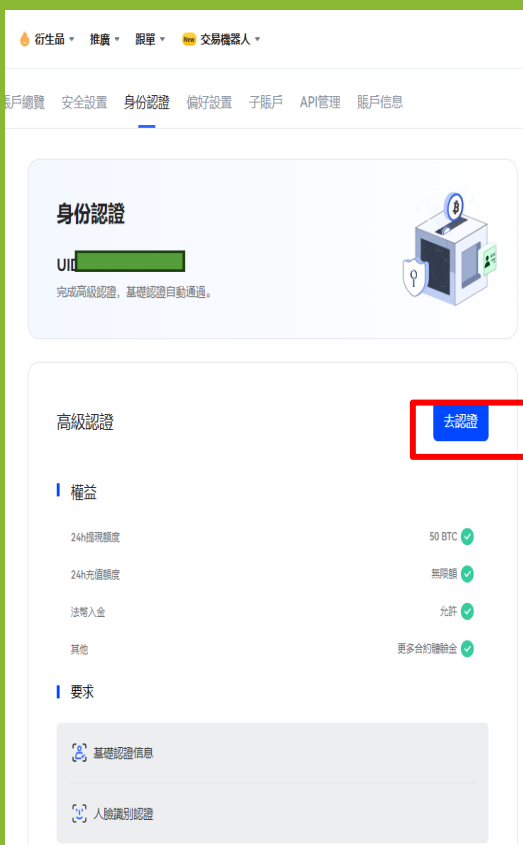 衍生品 推廣 跟單 New 交易機器人
戶總覽 安全設置 身份認證 偏好設置 子賬戶 API管理 賬戶信息
身份認證
UID
完成高級認證，基礎認證自動通過。
高級認證 去認證
權益
24h提現額度 50 BTC
24h充值額度 無限額
法幣入金 允許
其他 更多合約體驗金
要求
基礎認證信息
人臉識別認證